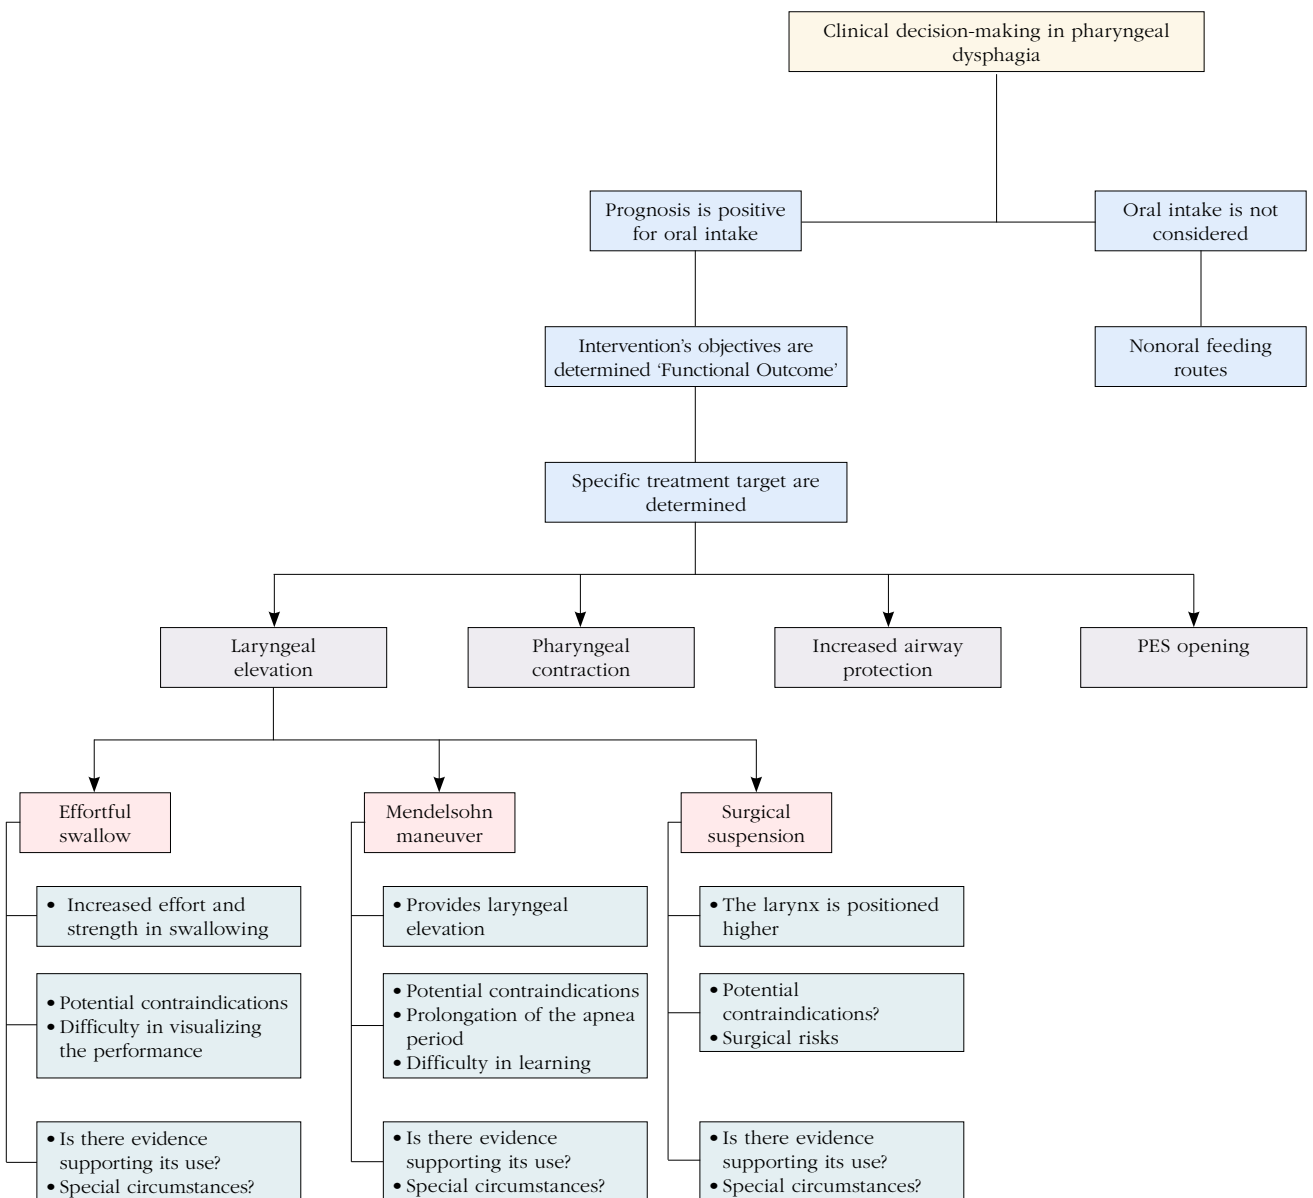 Clinical decision-making in pharyngeal
dysphagia
Prognosis is positive
for oral intake
Oral intake is not
considered
Intervention’s objectives are
determined ‘Functional Outcome’
Nonoral feeding
routes
Specific treatment target are
determined
Laryngeal
elevation
Pharyngeal
contraction
Increased airway
protection
PES opening
Effortful
swallow
Mendelsohn
maneuver
Surgical
suspension
• Increased effort and
strength in swallowing
• Provides laryngeal
elevation
• The larynx is positioned
higher
• Potential contraindications
• Difficulty in visualizing
the performance
• Potential contraindications
• Prolongation of the apnea
period
• Difficulty in learning
• Potential
contraindications?
• Surgical risks
• Is there evidence
supporting its use?
• Special circumstances?
• Is there evidence
supporting its use?
• Special circumstances?
• Is there evidence
supporting its use?
• Special circumstances?